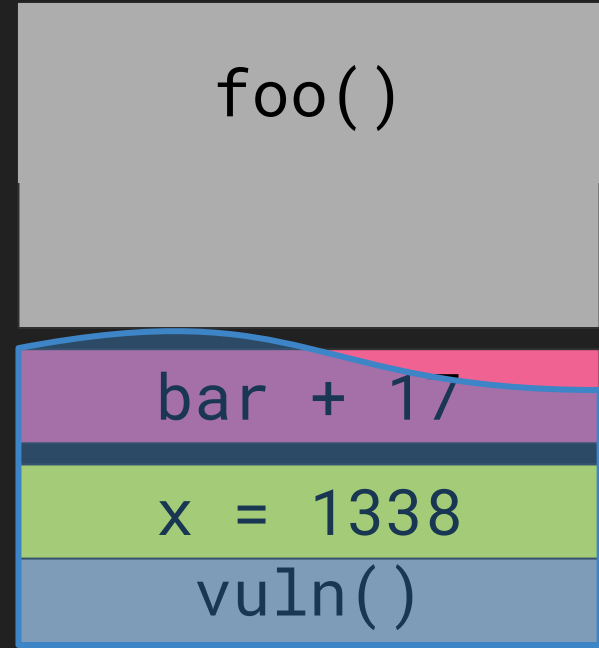 foo()
bar + 17
x = 1338
vuln()